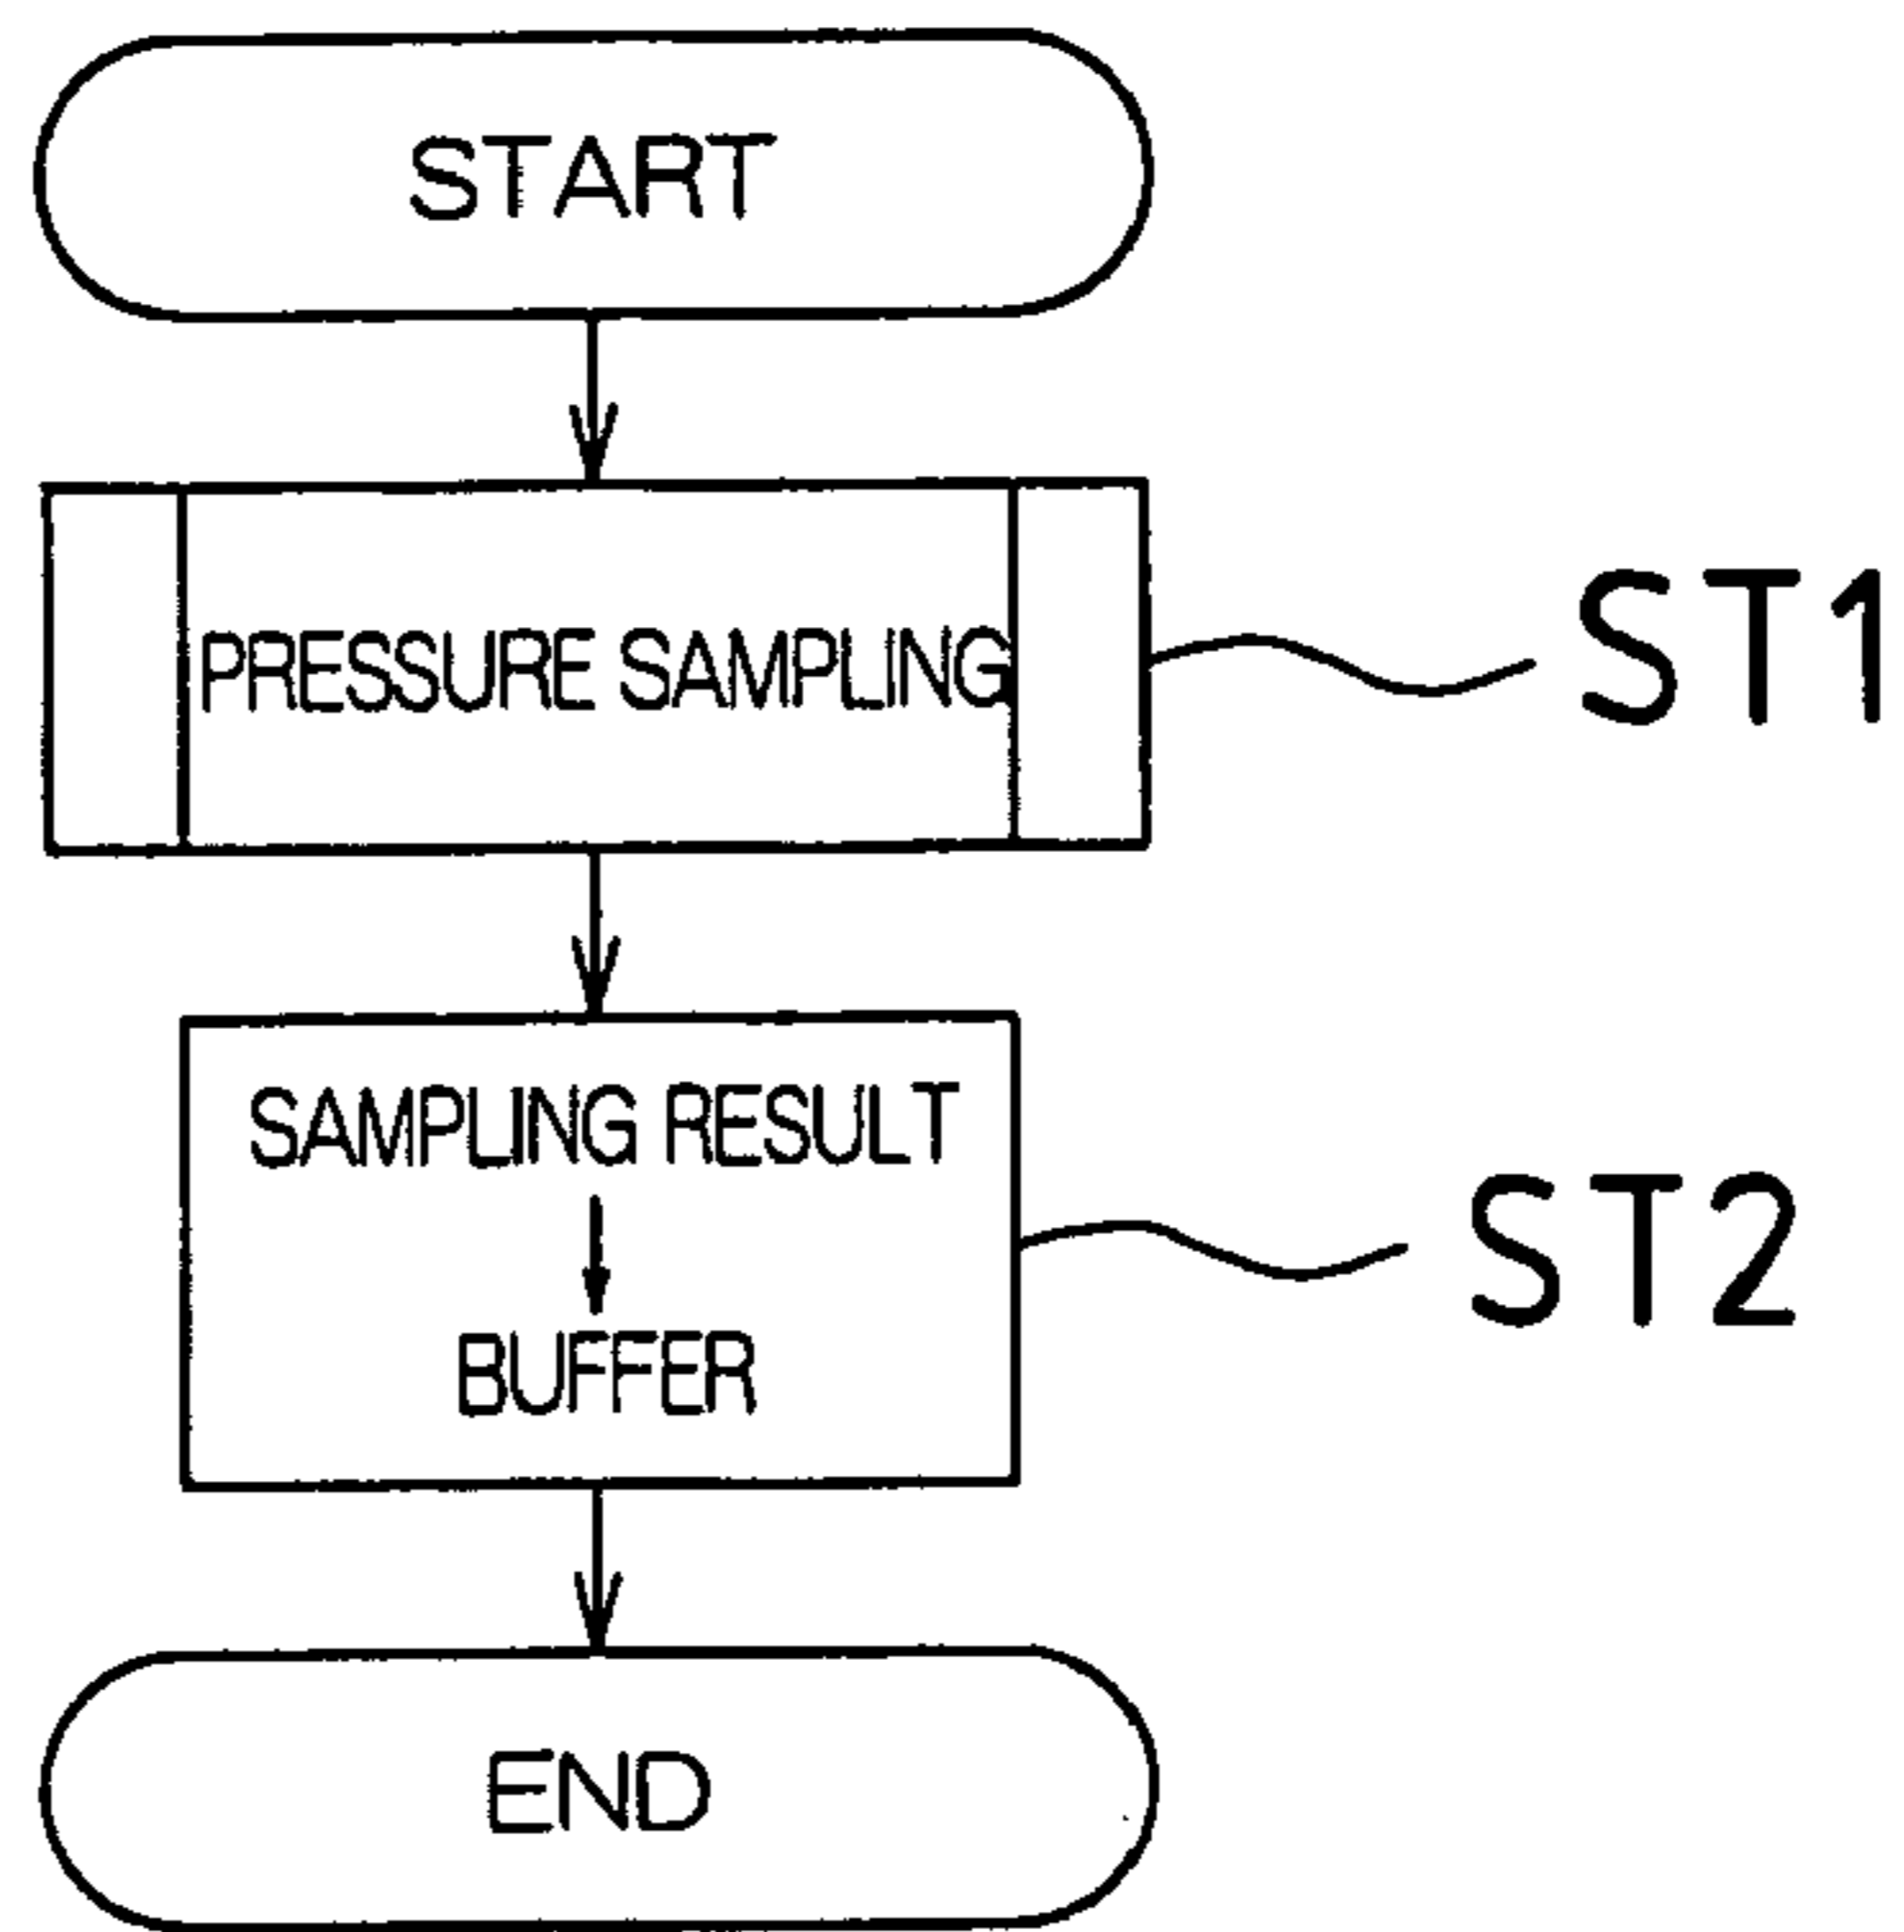 START
PRESSURE SAMPLING
ST1
SAMPLING RESULT
BUFFER
ST2
END